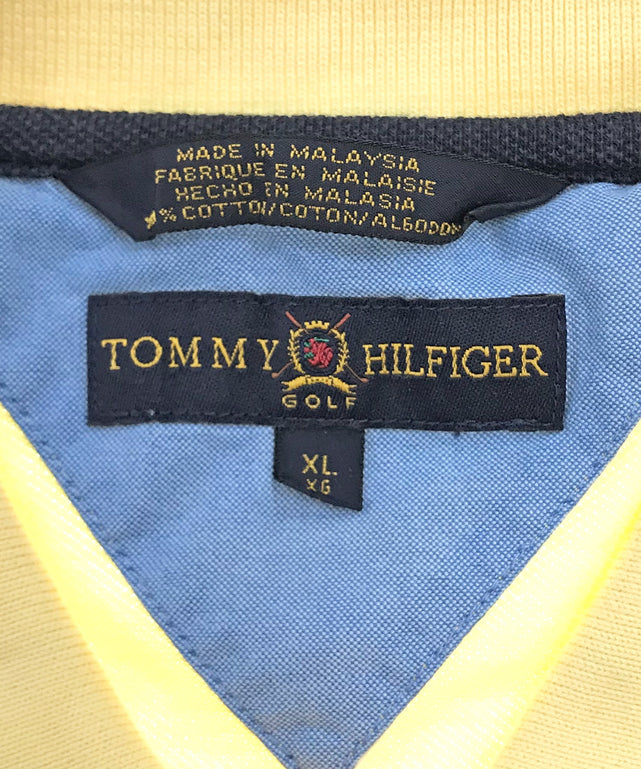 MADE IN MALAYSIA
FABRIQUE EN MALAISIE
HECHO EN MALASIA
% COTTON/COTON/ALGODON
TOMMY HILFIGER
GOLF
XL
XG